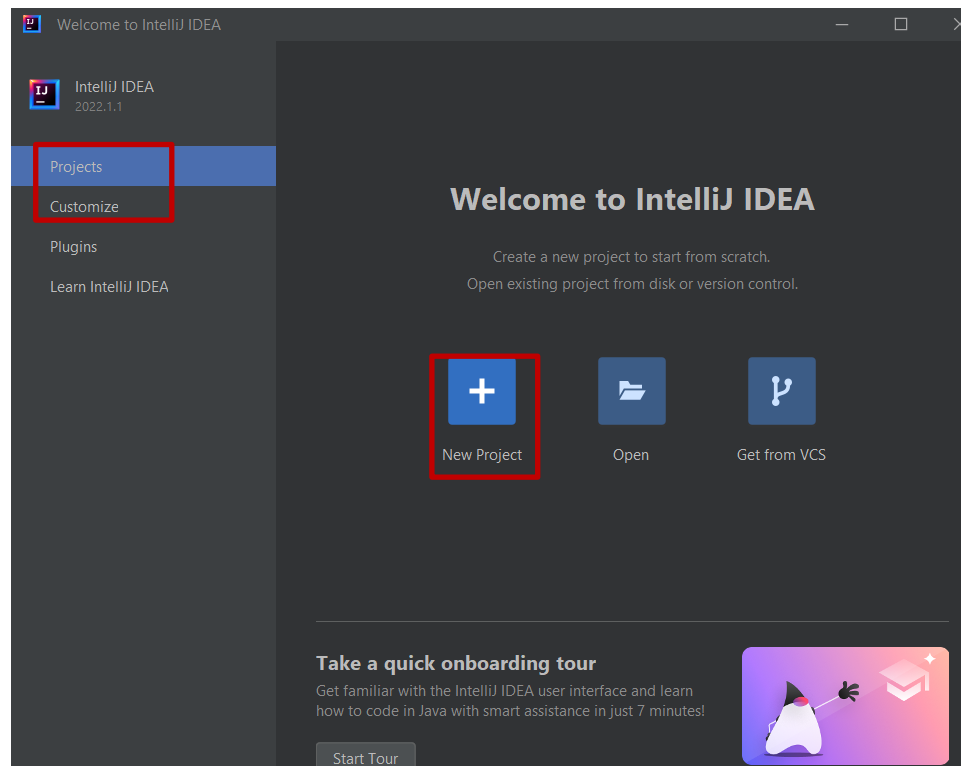 Welcome to IntelliJ IDEA
IntelliJ IDEA
2022.1.1
Projects
Customize
Plugins
Learn IntelliJ IDEA
Welcome to IntelliJ IDEA
Create a new project to start from scratch.
Open existing project from disk or version control.
New Project
Open
Get from VCS
Take a quick onboarding tour
Get familiar with the IntelliJ IDEA user interface and learn
how to code in Java with smart assistance in just 7 minutes!
Start Tour